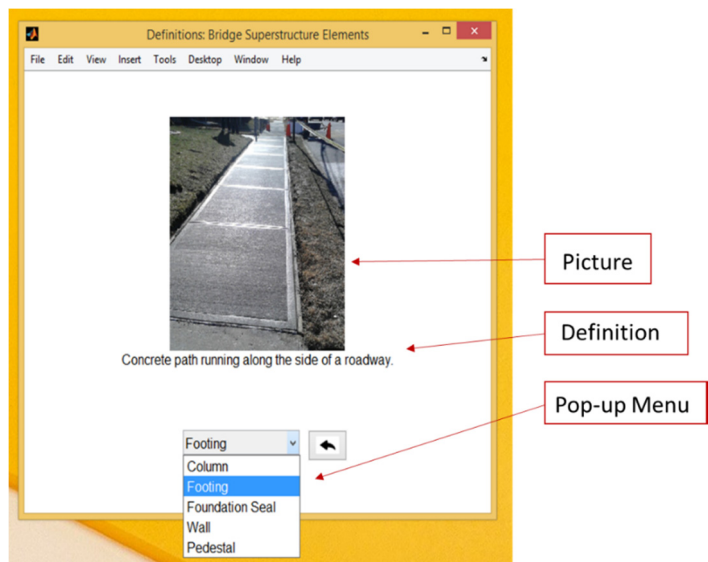 Definitions: Bridge Superstructure Elements
File Edit View Insert Tools Desktop Window Help
Picture
Concrete path running along the side of a roadway.
Definition
Pop-up Menu
Footing
Column
Footing
Foundation Seal
Wall
Pedestal